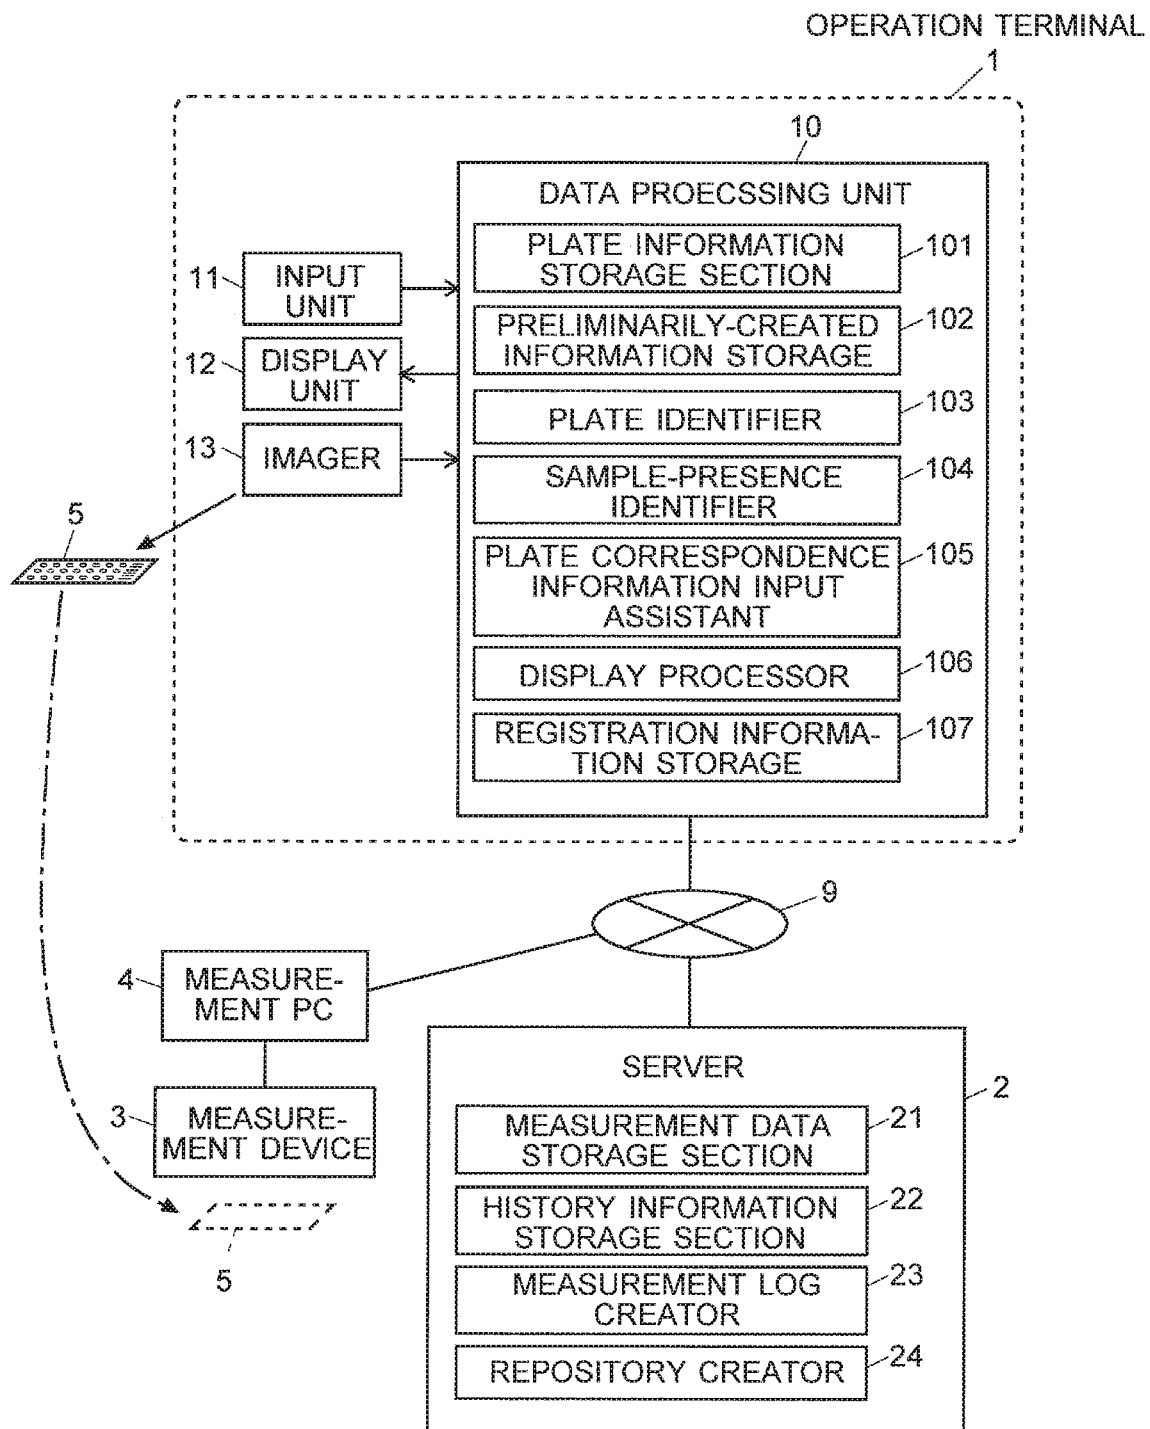 OPERATION TERMINAL
1
10
DATA PROECSSING UNIT
PLATE INFORMATION
STORAGE SECTION
101
11
INPUT
UNIT
PRELIMINARILY-CREATED
INFORMATION STORAGE
102
12
DISPLAY
UNIT
PLATE IDENTIFIER
103
13
IMAGER
SAMPLE-PRESENCE
IDENTIFIER
104
5
PLATE CORRESPONDENCE
INFORMATION INPUT
ASSISTANT
105
DISPLAY PROCESSOR
106
REGISTRATION INFORMA-
TION STORAGE
107
9
4
MEASURE-
MENT PC
SERVER
2
3
MEASURE-
MENT DEVICE
MEASUREMENT DATA
STORAGE SECTION
21
HISTORY INFORMATION
STORAGE SECTION
22
5
MEASUREMENT LOG
CREATOR
23
REPOSITORY CREATOR
24